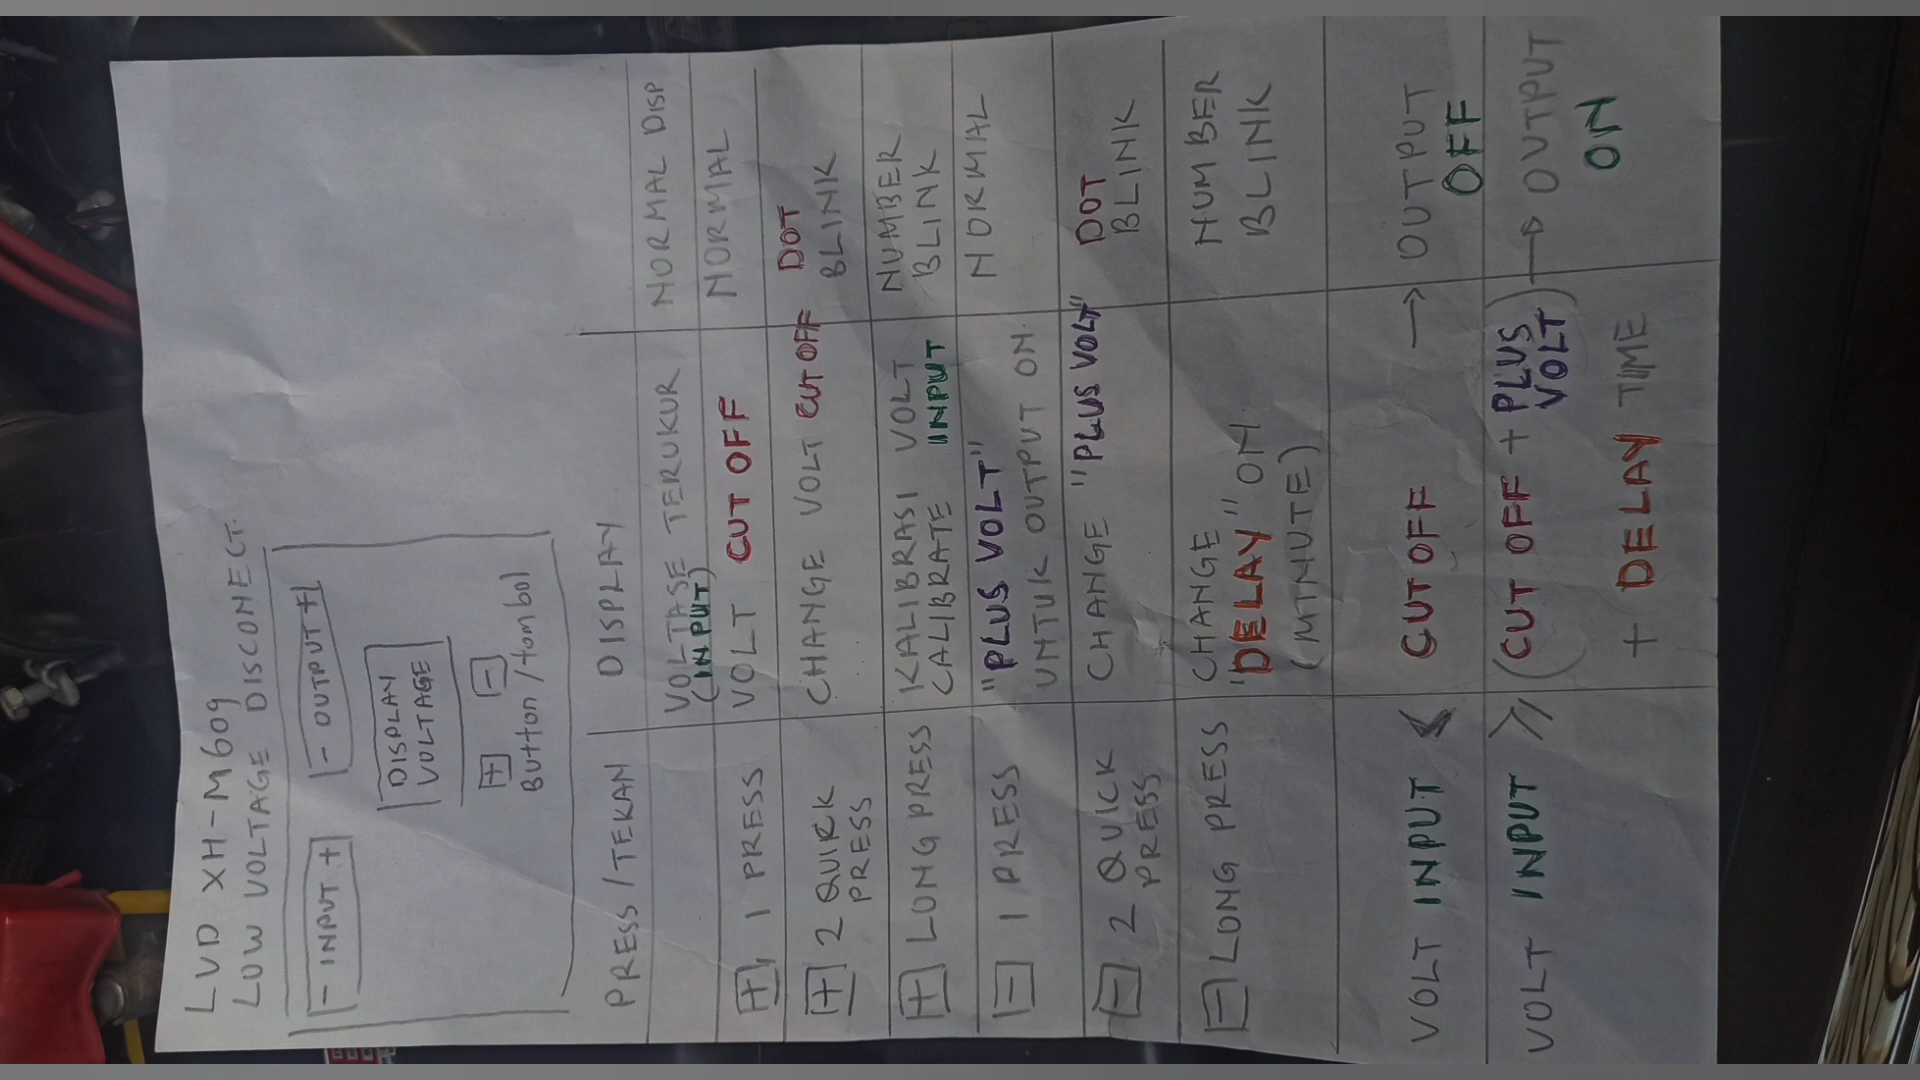 LVD XH-M609
LOW VOLTAGE DISCONECT.
- INPUT +
- OUTPUT +
DISPLAY
VOLTAGE
+ -
Button/tombol
PRESS/TEKAN DISPLAY
VOLTASE TERUKUR NORMAL DISP
(INPUT)
+ 1 PRESS VOLT CUT OFF NORMAL
+ 2 QUICK CHANGE VOLT CUT OFF DOT
PRESS BLINK
+ LONG PRESS KALIBRASI VOLT NUMBER
CALIBRATE INPUT BLINK
- 1 PRESS "PLUS VOLT" NORMAL
UNTUK OUTPUT ON.
- 2 QUICK CHANGE "PLUS VOLT" DOT
PRESS BLINK
- LONG PRESS CHANGE NUMBER
"DELAY" ON BLINK
(MINUTE)
VOLT INPUT < CUT OFF → OUTPUT
OFF
VOLT INPUT ⩾ (CUT OFF + PLUS VOLT) → OUTPUT
+ DELAY TIME ON